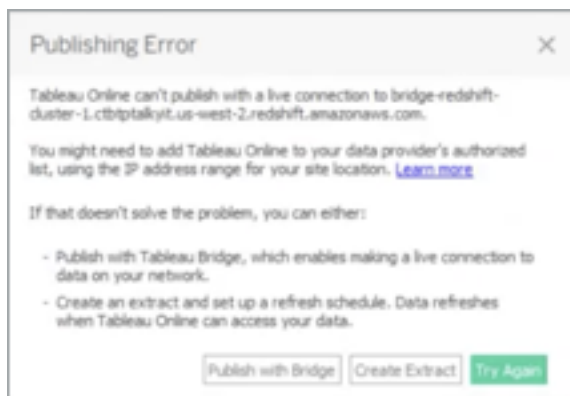 Publishing Error
Tableau Online can't publish with a live connection to bridge-redshift-
cluster-1.ctbtptalkyit.us-west-2.redshift.amazonaws.com.
You might need to add Tableau Online to your data provider's authorized
list, using the IP address range for your site location. Learn more
If that doesn't solve the problem, you can either:
- Publish with Tableau Bridge, which enables making a live connection to
data on your network.
- Create an extract and set up a refresh schedule. Data refreshes
when Tableau Online can access your data.
Publish with Bridge Create Extract Try Again